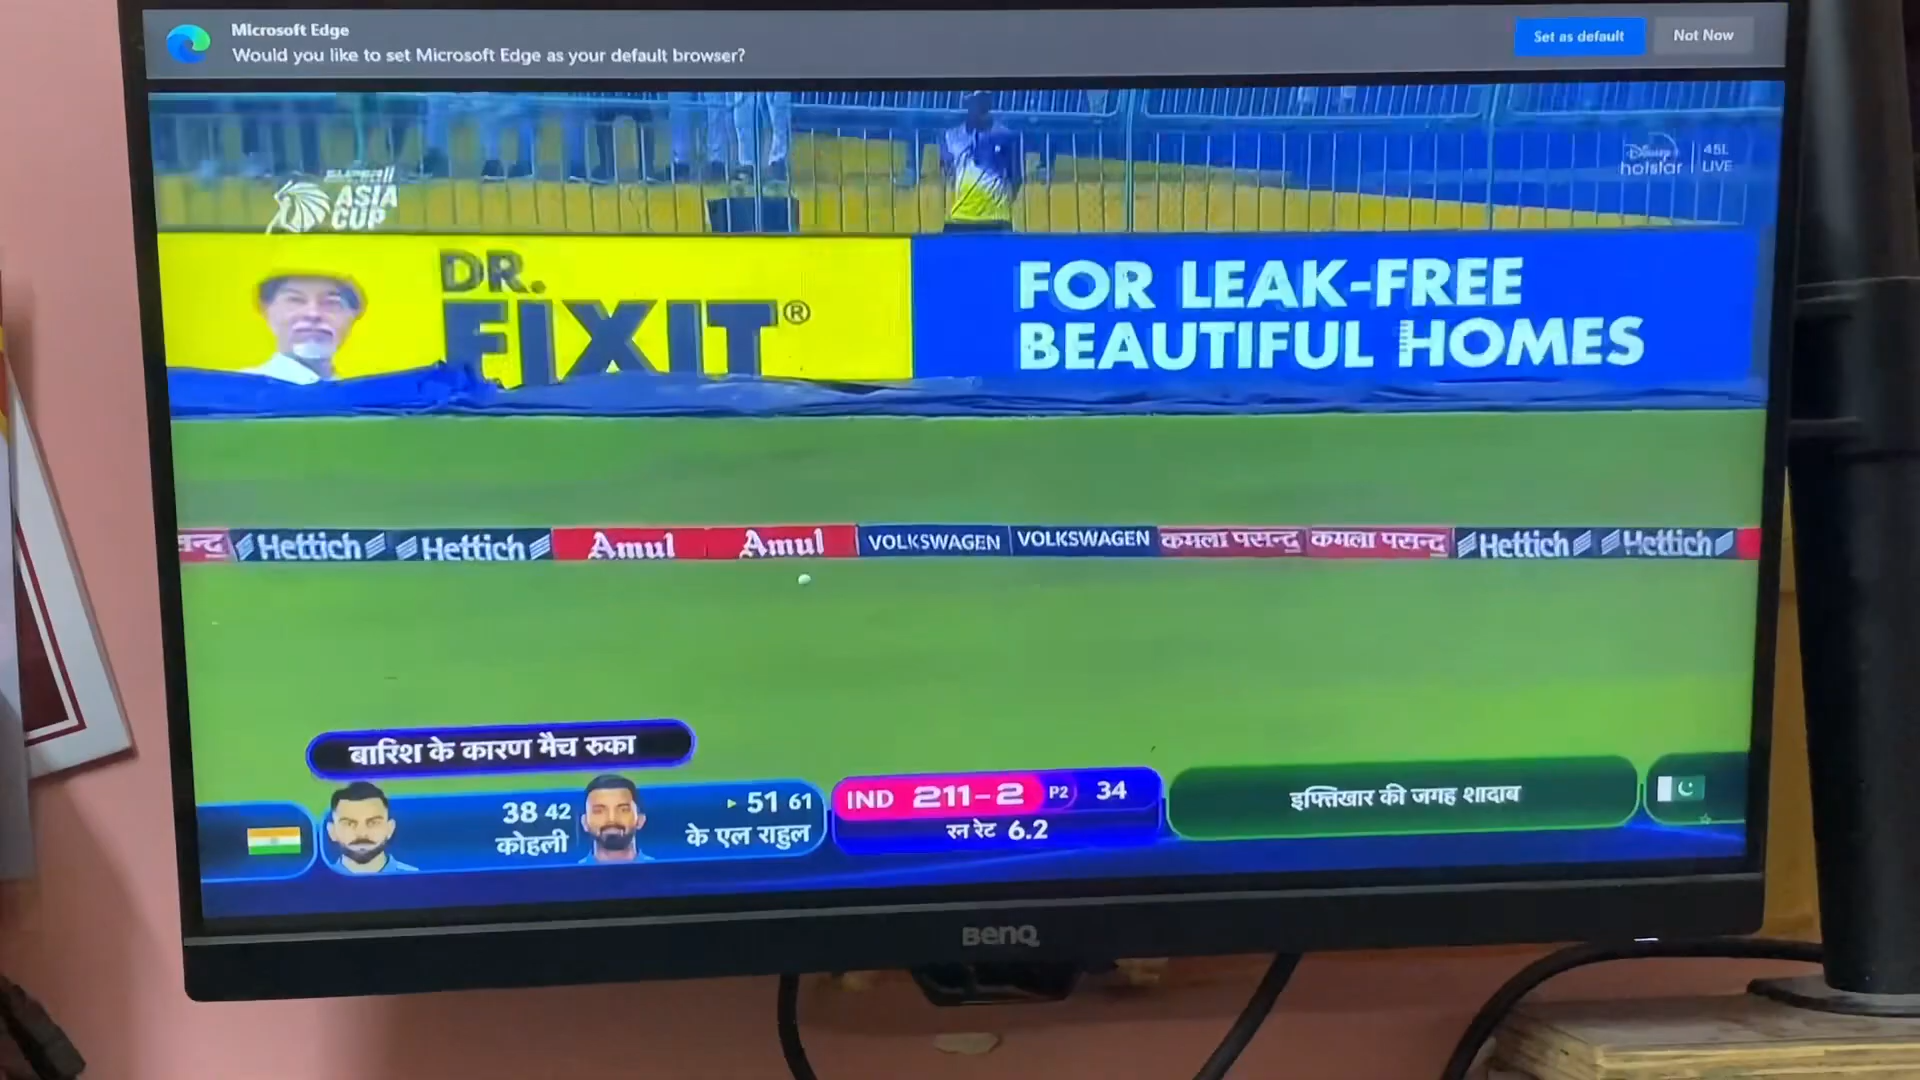 Microsoft Edge
Would you like to set Microsoft Edge as your default browser?
Set as default
Not Now
SUPER11
ASIA
CUP
Disney+
hotstar
45L
LIVE
DR.
FIXIT®
FOR LEAK-FREE
BEAUTIFUL HOMES
Hettich Hettich Amul Amul VOLKSWAGEN VOLKSWAGEN कमला पसन्द कमला पसन्द Hettich Hettich
बारिश के कारण मैच रुका
38 42
कोहली
51 61
के एल राहुल
IND 211-2 P2 34
रन रेट 6.2
इफ्तिखार की जगह शादाब
BenQ